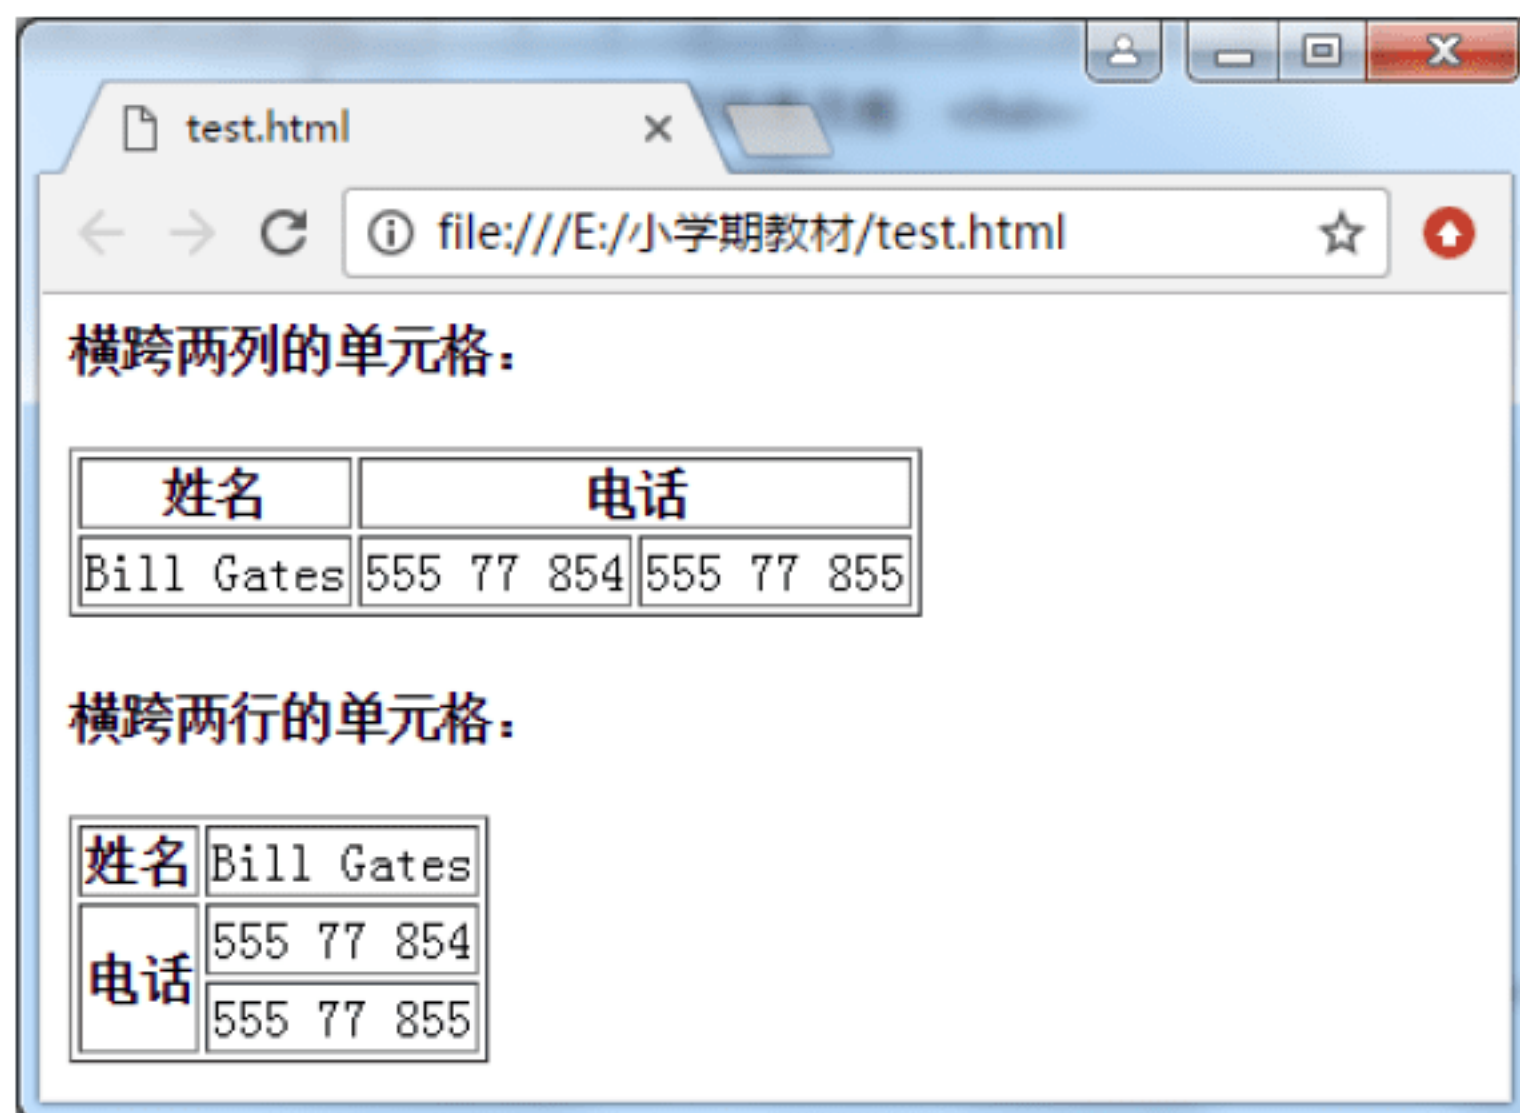 test.html
file:///E:/小学期教材/test.html
横跨两列的单元格：
姓名 电话
Bill Gates 555 77 854 555 77 855
横跨两行的单元格：
姓名 Bill Gates
电话 555 77 854
555 77 855